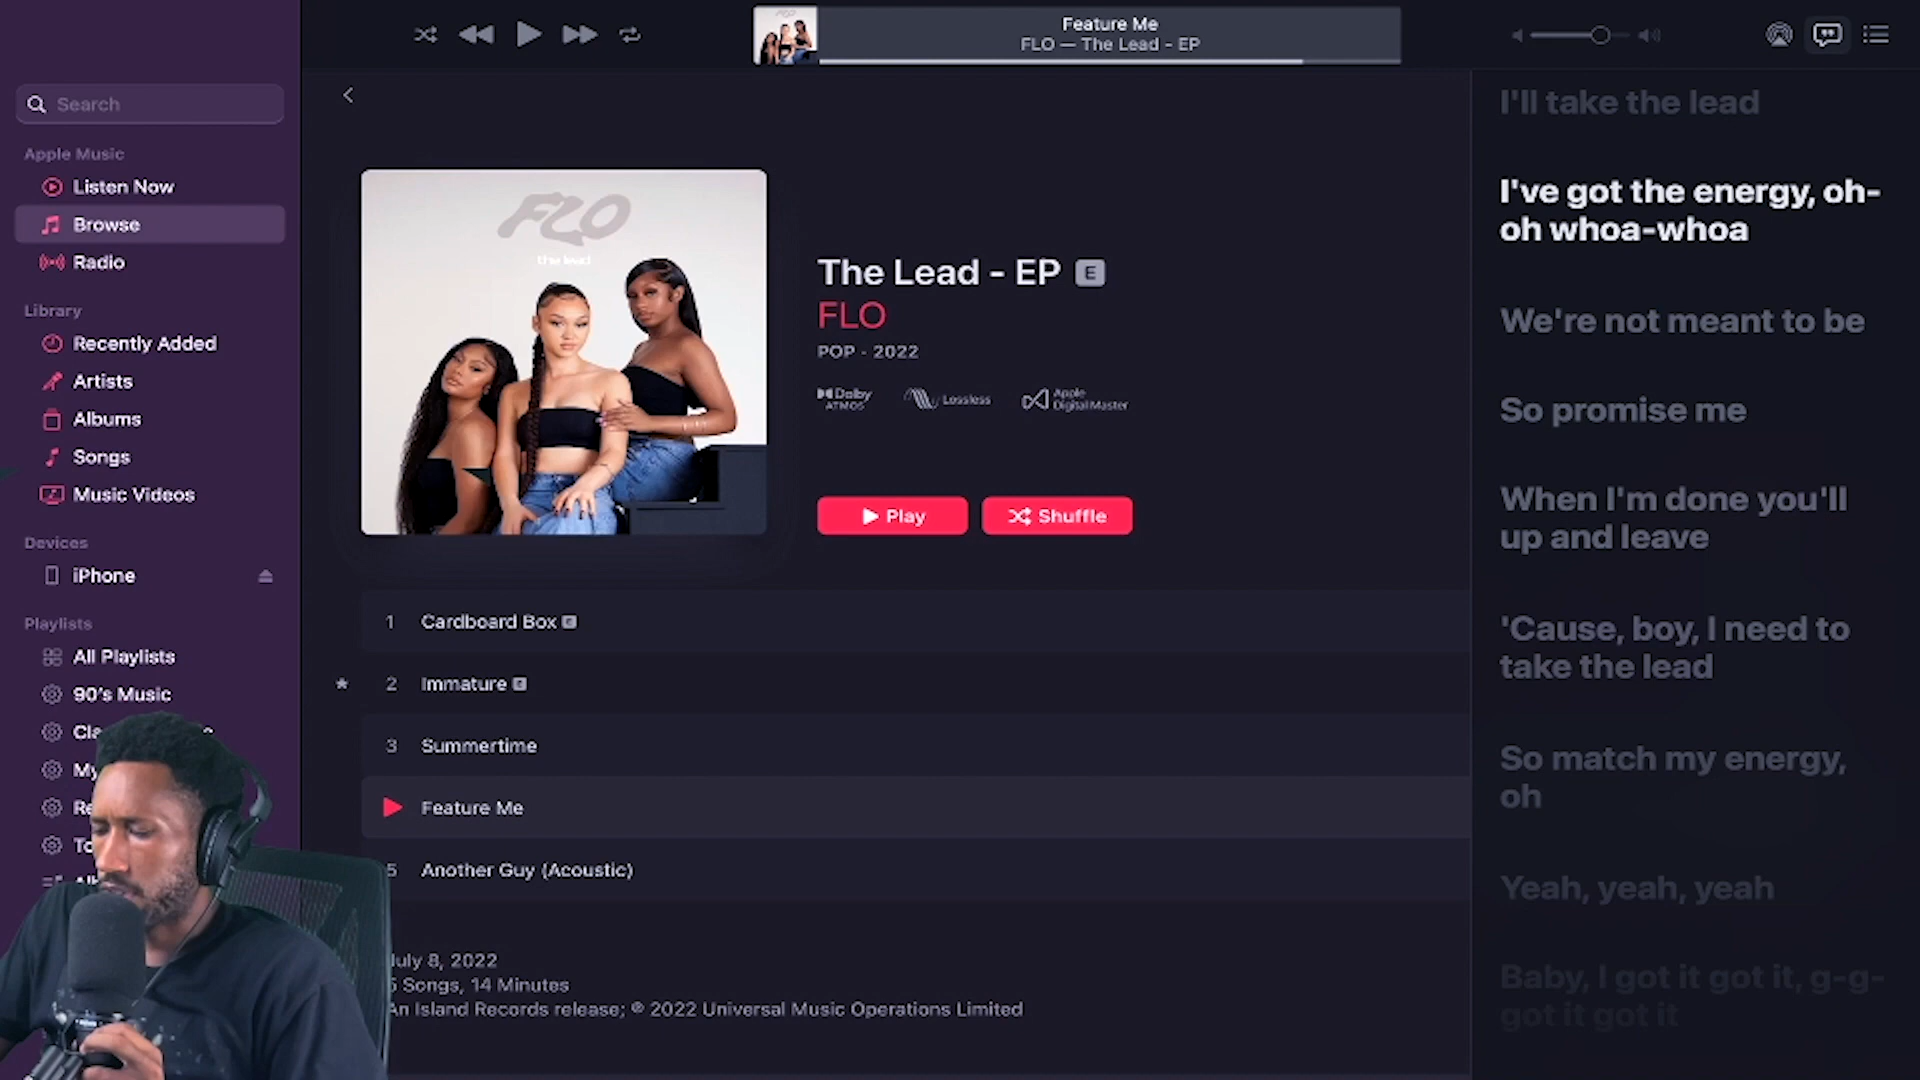 Feature Me
FLO — The Lead - EP
Search
Apple Music
Listen Now
Browse
Radio
Library
Recently Added
Artists
Albums
Songs
Music Videos
Devices
iPhone
Playlists
All Playlists
90's Music
FLO
the lead
The Lead - EP E
FLO
POP - 2022
Dolby
ATMOS
Lossless
Apple
Digital Master
Play
Shuffle
1 Cardboard Box E
★ 2 Immature E
3 Summertime
Feature Me
5 Another Guy (Acoustic)
July 8, 2022
5 Songs, 14 Minutes
An Island Records release; ℗ 2022 Universal Music Operations Limited
I'll take the lead
I've got the energy, oh-
oh whoa-whoa
We're not meant to be
So promise me
When I'm done you'll
up and leave
'Cause, boy, I need to
take the lead
So match my energy,
oh
Yeah, yeah, yeah
Baby, I got it got it, g-g-
got it got it